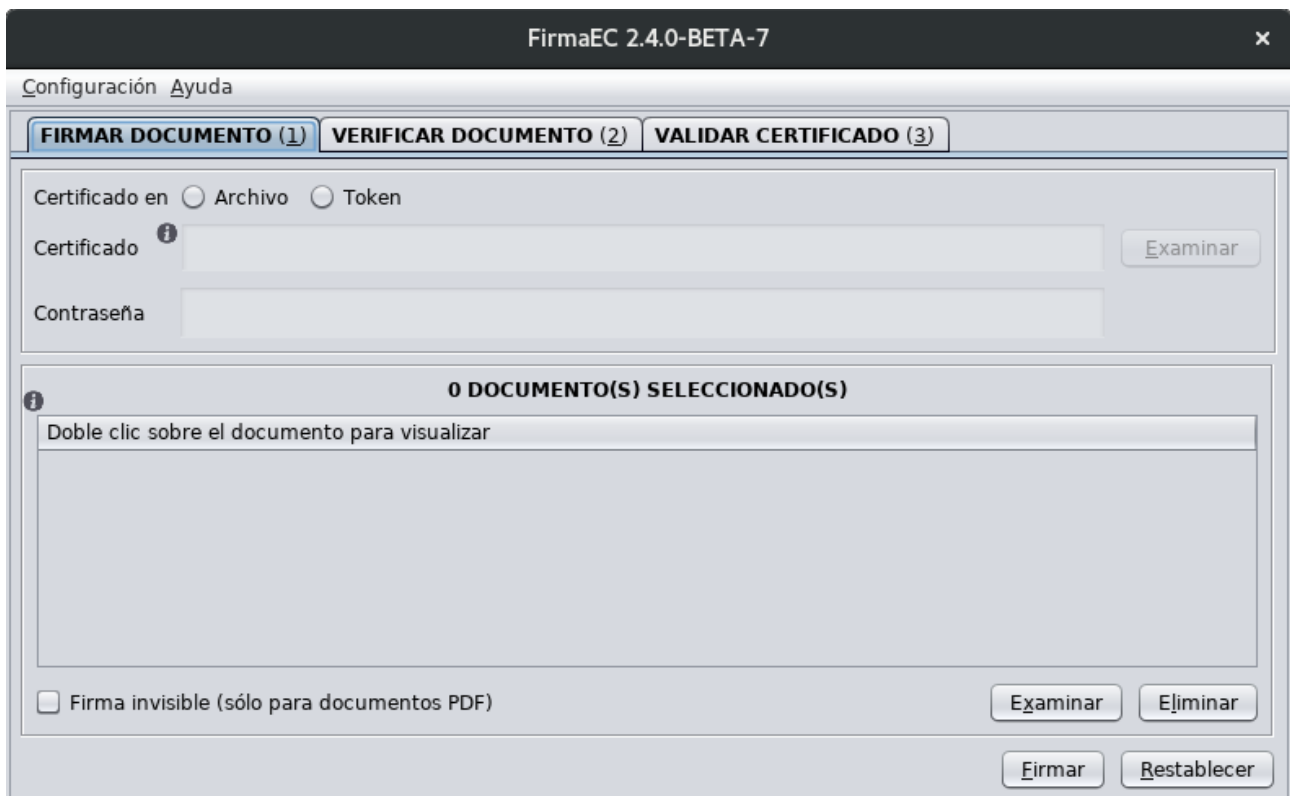 FirmaEC 2.4.0-BETA-7 ×
Configuración Ayuda
FIRMAR DOCUMENTO (1) VERIFICAR DOCUMENTO (2) VALIDAR CERTIFICADO (3)
Certificado en Archivo Token
Certificado Examinar
Contraseña
0 DOCUMENTO(S) SELECCIONADO(S)
Doble clic sobre el documento para visualizar
Firma invisible (sólo para documentos PDF) Examinar Eliminar
Firmar Restablecer